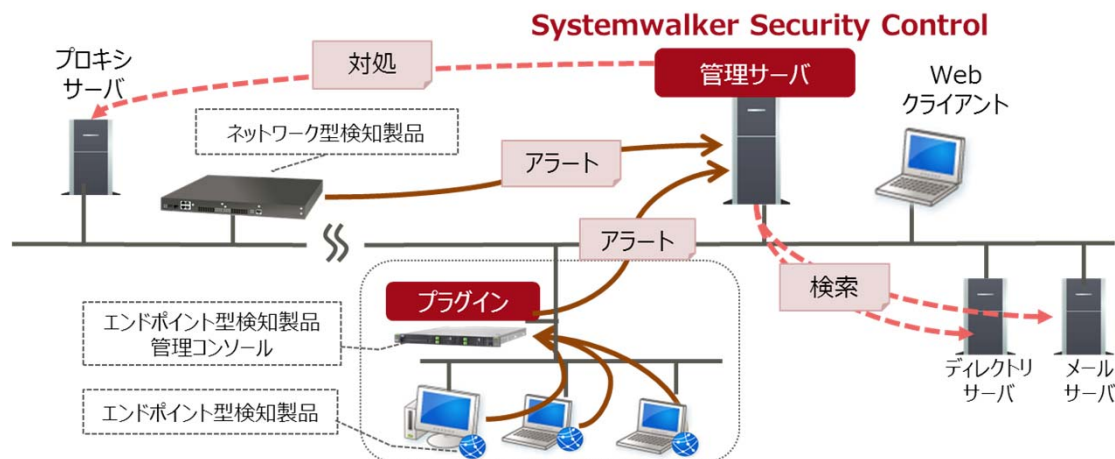 Systemwalker Security Control
プロキシ
サーバ
対処
管理サーバ
Web
クライアント
ネットワーク型検知製品
アラート
アラート
プラグイン
検索
エンドポイント型検知製品
管理コンソール
エンドポイント型検知製品
ディレクトリ
サーバ
メール
サーバ